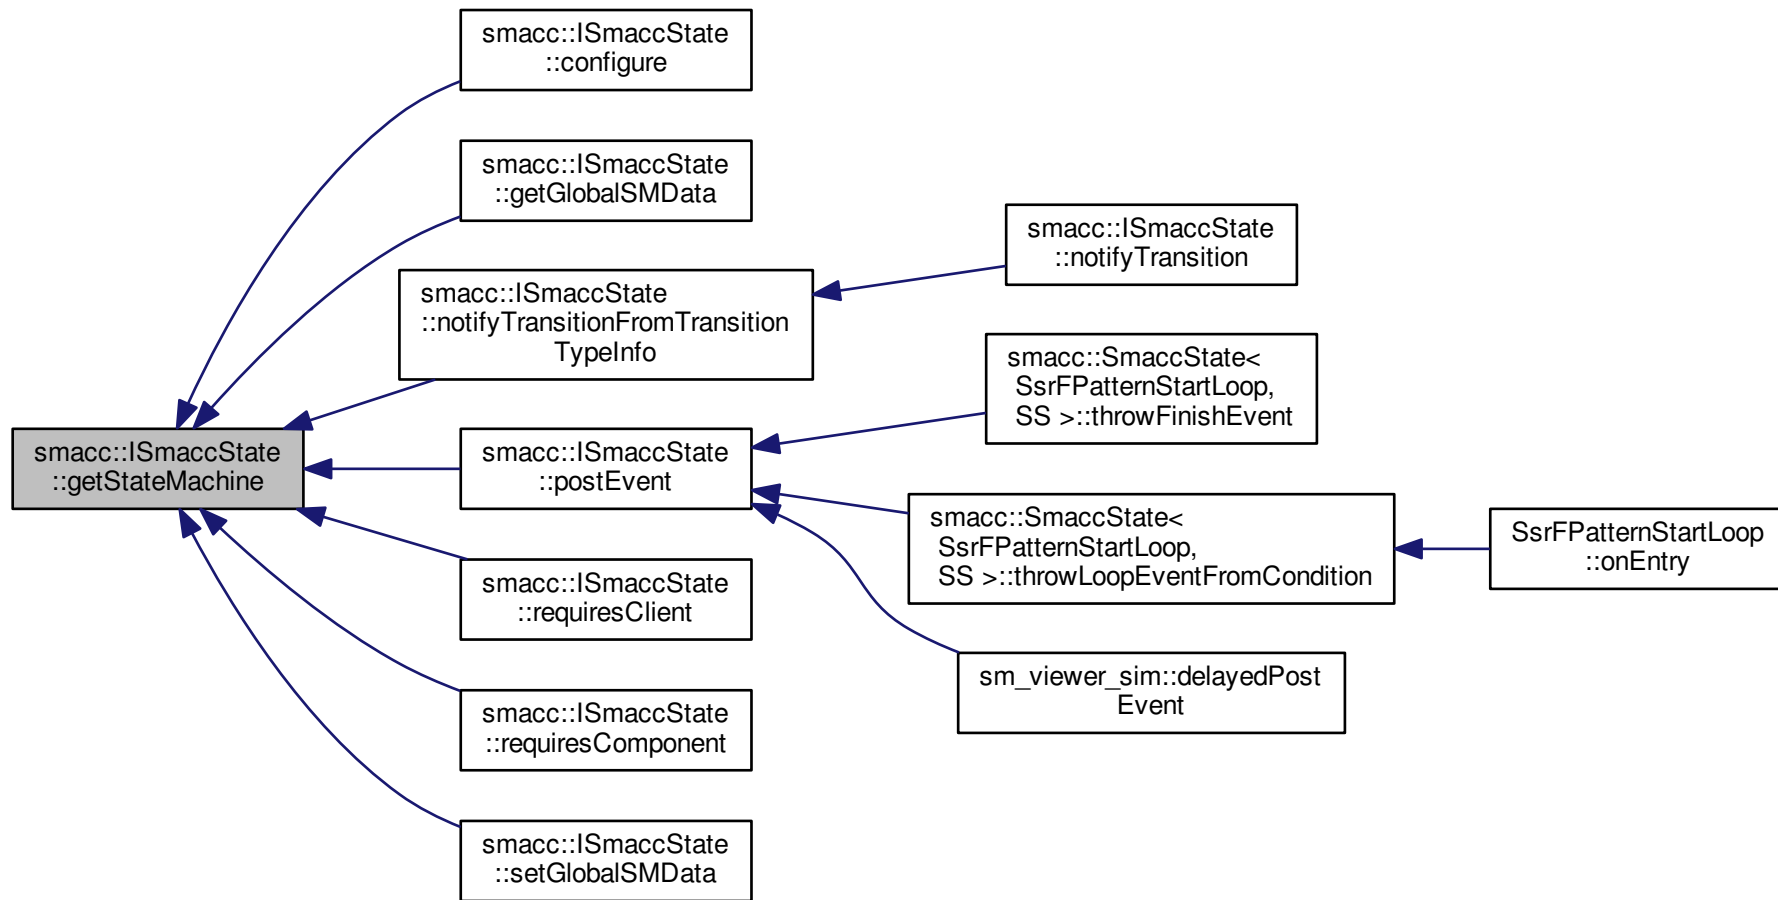 smacc::ISmaccState
::configure
smacc::ISmaccState
::getGlobalSMData
smacc::ISmaccState
::notifyTransition
smacc::ISmaccState
::notifyTransitionFromTransition
TypeInfo
smacc::SmaccState<
SsrFPatternStartLoop,
SS >::throwFinishEvent
smacc::ISmaccState
::getStateMachine
smacc::ISmaccState
::postEvent
smacc::SmaccState<
SsrFPatternStartLoop,
SS >::throwLoopEventFromCondition
SsrFPatternStartLoop
::onEntry
smacc::ISmaccState
::requiresClient
sm_viewer_sim::delayedPost
Event
smacc::ISmaccState
::requiresComponent
smacc::ISmaccState
::setGlobalSMData